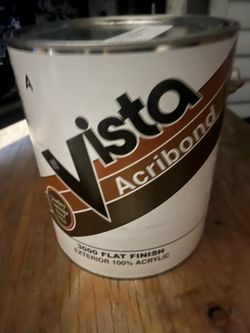 A
Vista
Acribond
3000 FLAT FINISH
EXTERIOR 100% ACRYLIC